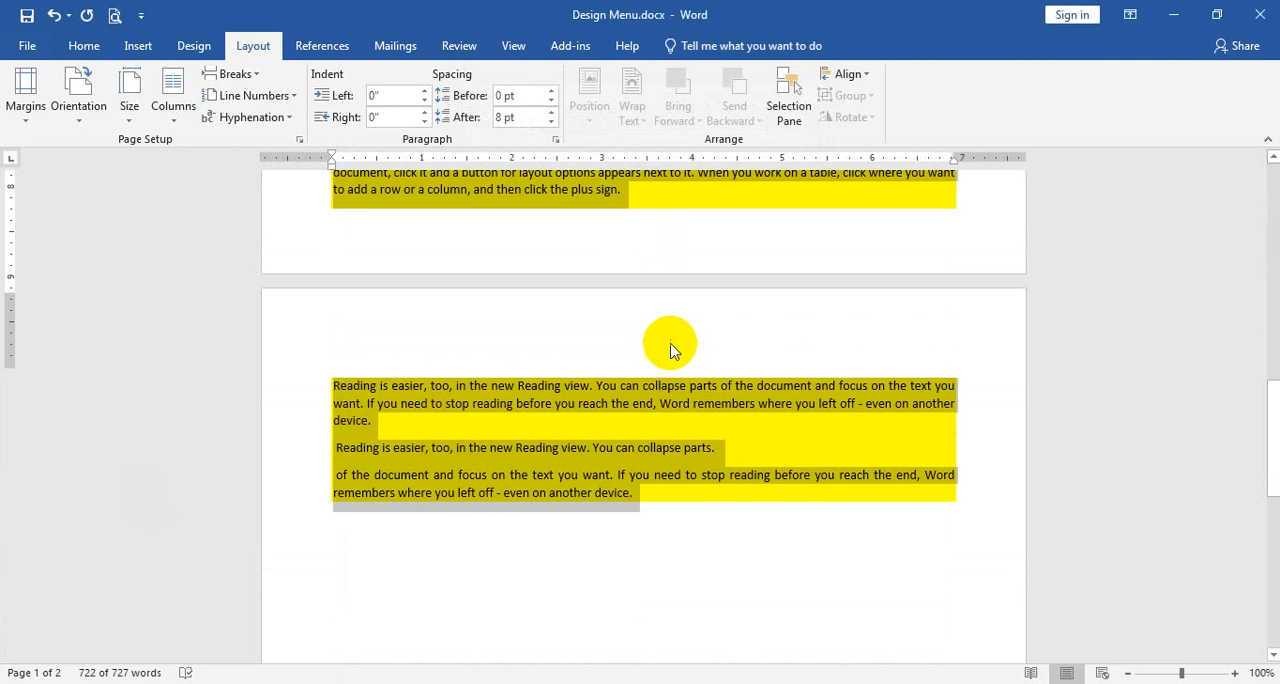 Design Menu.docx - Word
Sign in
File Home Insert Design Layout References Mailings Review View Add-ins Help Tell me what you want to do Share
Margins Orientation Size Columns
Breaks
Line Numbers
Hyphenation
Page Setup
Indent Spacing
Left: 0" Before: 0 pt
Right: 0" After: 8 pt
Paragraph
Position Wrap Text Bring Forward Send Backward Selection Pane
Align
Group
Rotate
Arrange
1 2 3 4 5 6 7
8
9
document, click it and a button for layout options appears next to it. When you work on a table, click where you want
to add a row or a column, and then click the plus sign.
Reading is easier, too, in the new Reading view. You can collapse parts of the document and focus on the text you
want. If you need to stop reading before you reach the end, Word remembers where you left off - even on another
device.
Reading is easier, too, in the new Reading view. You can collapse parts.
of the document and focus on the text you want. If you need to stop reading before you reach the end, Word
remembers where you left off - even on another device.
Page 1 of 2 722 of 727 words 100%